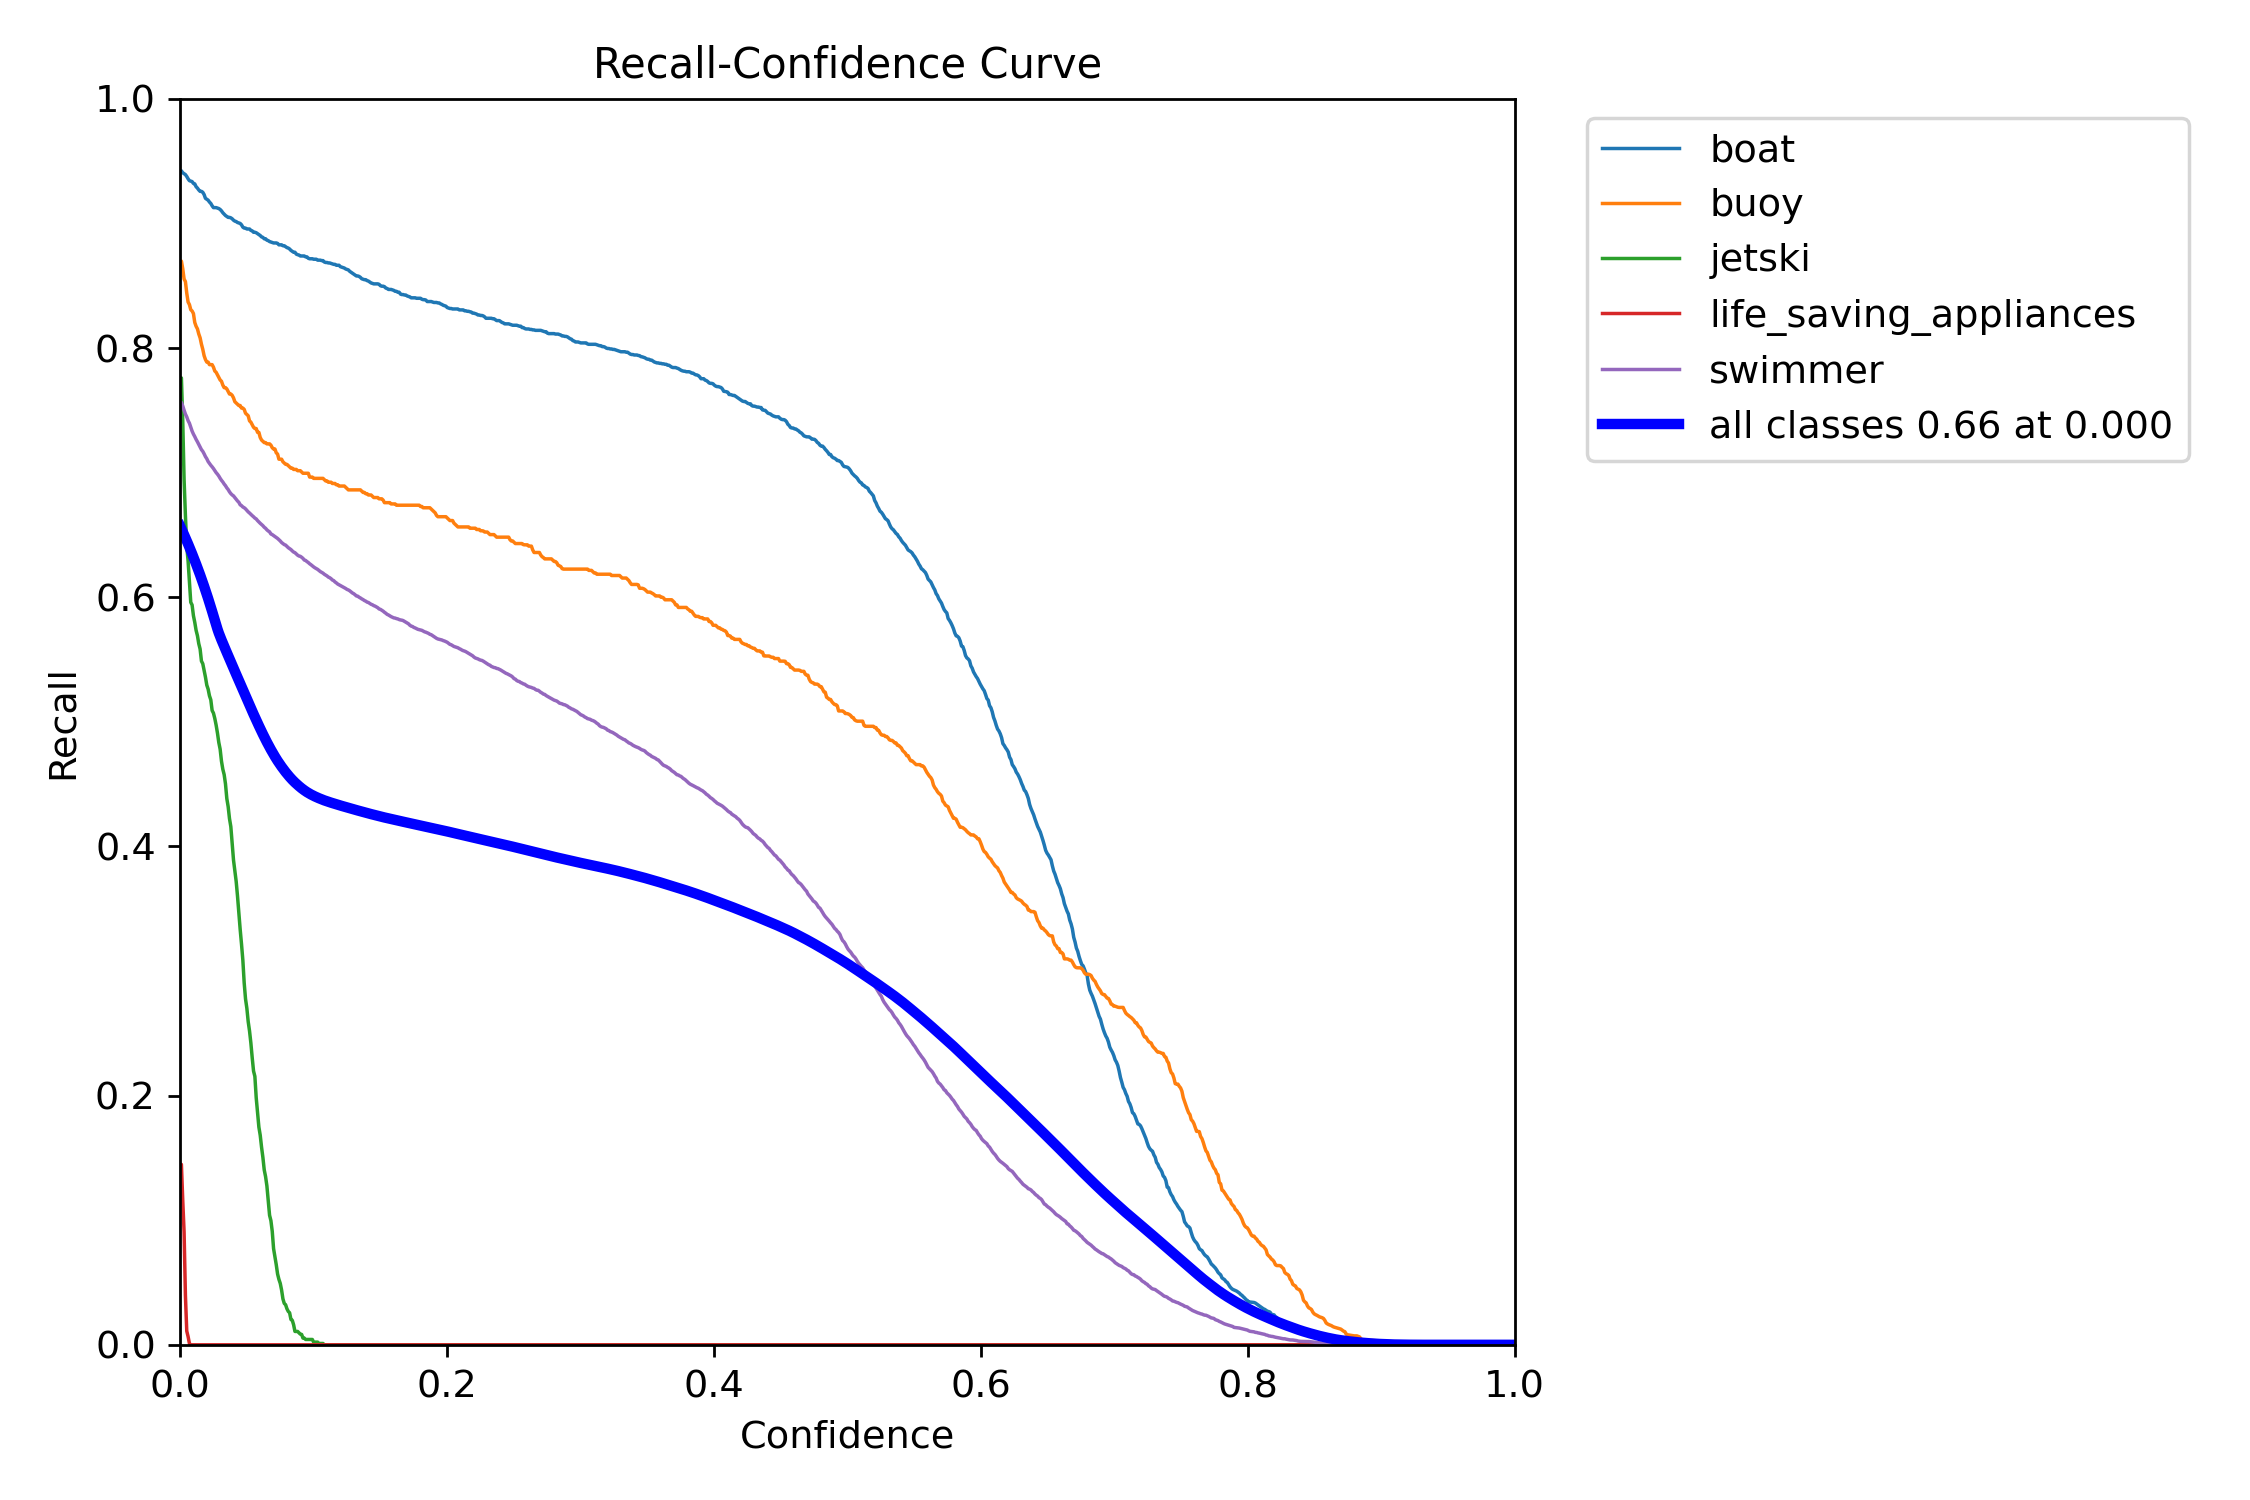 Recall-Confidence Curve
1.0
0.8
0.6
0.4
0.2
0.0
Recall
0.0 0.2 0.4 0.6 0.8 1.0
Confidence
boat
buoy
jetski
life_saving_appliances
swimmer
all classes 0.66 at 0.000